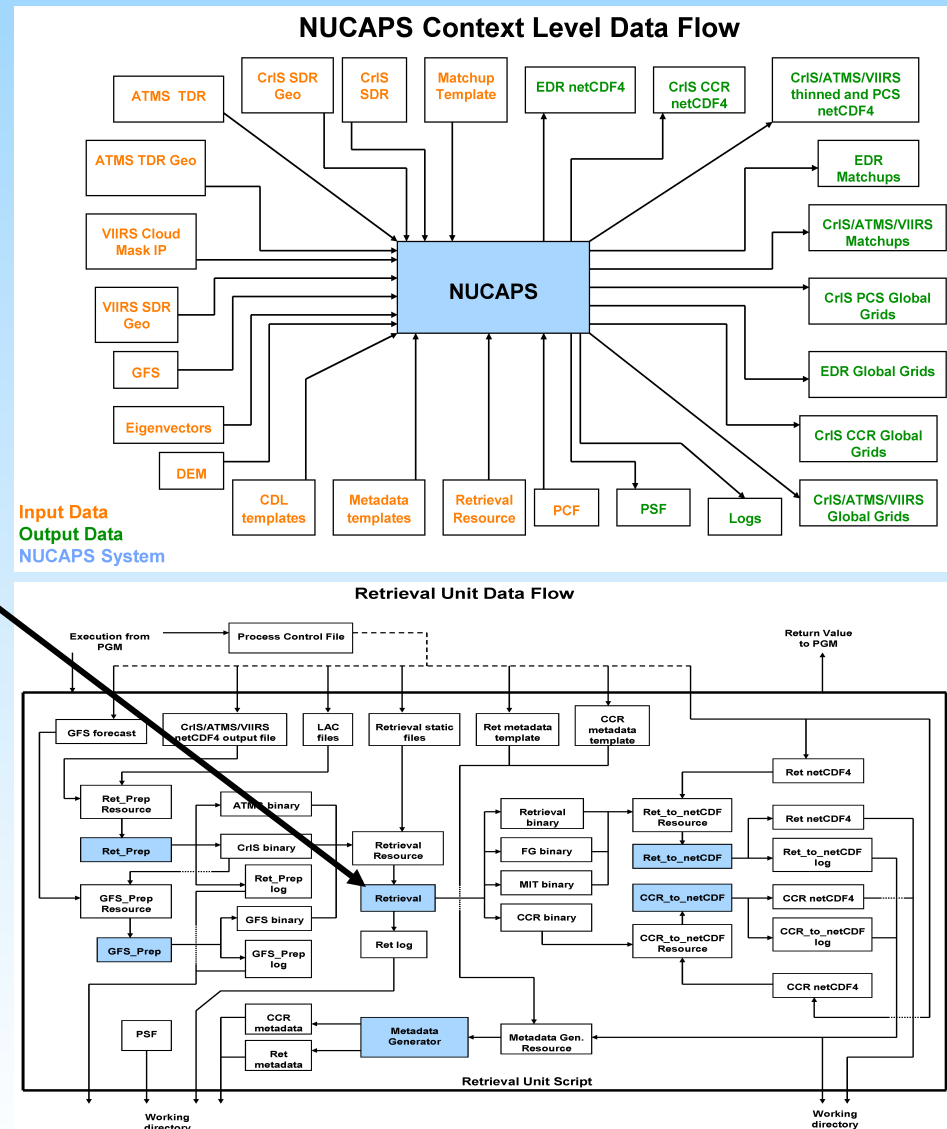 NUCAPS Context Level Data Flow
ATMS TDR
CrIS SDR
Geo
CrIS
SDR
Matchup
Template
EDR netCDF4
CrIS CCR
netCDF4
CrIS/ATMS/VIIRS
thinned and PCS
netCDF4
ATMS TDR Geo
EDR
Matchups
VIIRS Cloud
Mask IP
CrIS/ATMS/VIIRS
Matchups
NUCAPS
VIIRS SDR
Geo
CrIS PCS Global
Grids
GFS
EDR Global Grids
Eigenvectors
CrIS CCR Global
Grids
DEM
CDL
templates
Metadata
templates
Retrieval
Resource
PCF
PSF
Logs
CrIS/ATMS/VIIRS
Global Grids
Input Data
Output Data
NUCAPS System
Retrieval Unit Data Flow
Execution from
PGM
Process Control File
Return Value
to PGM
GFS forecast
CrIS/ATMS/VIIRS
netCDF4 output file
LAC
files
Retrieval static
files
Ret metadata
template
CCR
metadata
template
Ret netCDF4
Ret_Prep
Resource
ATMS binary
Retrieval
binary
Ret_to_netCDF
Resource
Ret netCDF4
Ret_Prep
CrIS binary
Retrieval
Resource
FG binary
Ret_to_netCDF
Ret_to_netCDF
log
Ret_Prep
log
MIT binary
GFS_Prep
Resource
Retrieval
CCR_to_netCDF
CCR netCDF4
GFS binary
CCR binary
GFS_Prep
GFS_Prep
log
Ret log
CCR_to_netCDF
Resource
CCR_to_netCDF
log
CCR netCDF4
PSF
CCR
metadata
Ret
metadata
Metadata
Generator
Metadata Gen.
Resource
Retrieval Unit Script
Working
directory
Working
directory